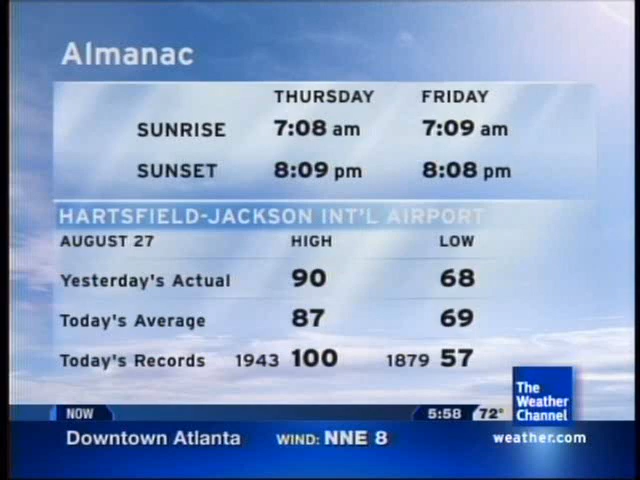 Almanac
THURSDAY FRIDAY
SUNRISE 7:08 am 7:09 am
SUNSET 8:09 pm 8:08 pm
HARTSFIELD-JACKSON INT'L AIRPORT
AUGUST 27 HIGH LOW
Yesterday's Actual 90 68
Today's Average 87 69
Today's Records 1943 100 1879 57
The
Weather
Channel
NOW 5:58 72°
Downtown Atlanta WIND: NNE 8 weather.com